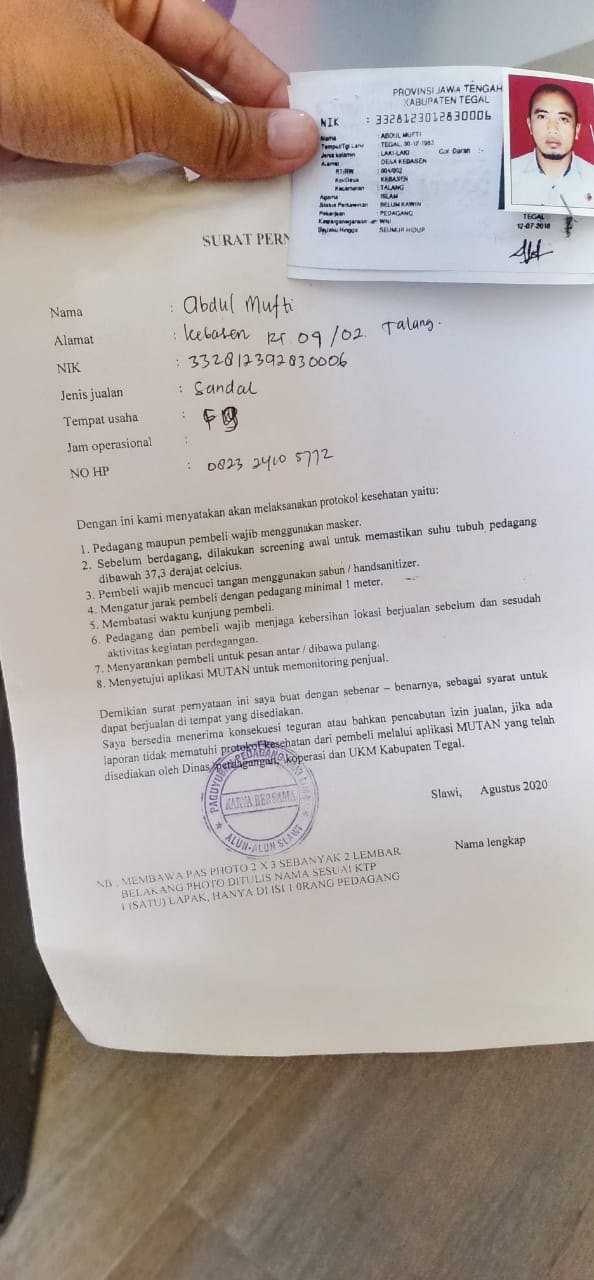 PROVINSI JAWA TENGAH
KABUPATEN TEGAL
NIK : 3328123012830006
Nama : ABDUL MUFTI
Tempat/Tgl Lahir : TEGAL, 30-12-1983
Jenis kelamin : LAKI-LAKI Gol. Darah : -
Alamat : DESA KEBASEN
RT/RW : 004/002
Kel/Desa : KEBASEN
Kecamatan : TALANG
Agama : ISLAM
Status Perkawinan : BELUM KAWIN
Pekerjaan : PEDAGANG
Kewarganegaraan : WNI
Berlaku Hingga : SEUMUR HIDUP
TEGAL
12-07-2018
SURAT PERN
Nama : Abdul Mufti
Alamat : Kebasen RT 09/02. Talang.
NIK : 332812392830006
Jenis jualan : Sandal
Tempat usaha :
Jam operasional :
NO HP : 0823 2410 5772
Dengan ini kami menyatakan akan melaksanakan protokol kesehatan yaitu:
1. Pedagang maupun pembeli wajib menggunakan masker.
2. Sebelum berdagang, dilakukan screening awal untuk memastikan suhu tubuh pedagang
dibawah 37,3 derajat celcius.
3. Pembeli wajib mencuci tangan menggunakan sabun / handsanitizer.
4. Mengatur jarak pembeli dengan pedagang minimal 1 meter.
5. Membatasi waktu kunjung pembeli.
6. Pedagang dan pembeli wajib menjaga kebersihan lokasi berjualan sebelum dan sesudah
aktivitas kegiatan perdagangan.
7. Menyarankan pembeli untuk pesan antar / dibawa pulang.
8. Menyetujui aplikasi MUTAN untuk memonitoring penjual.
Demikian surat pernyataan ini saya buat dengan sebenar – benarnya, sebagai syarat untuk
dapat berjualan di tempat yang disediakan.
Saya bersedia menerima konsekuesi teguran atau bahkan pencabutan izin jualan, jika ada
laporan tidak mematuhi protokol kesehatan dari pembeli melalui aplikasi MUTAN yang telah
disediakan oleh Dinas perdagangan, koperasi dan UKM Kabupaten Tegal.
PAGUYUBAN PEDAGANG
KARYA BERSAMA
ALUN-ALUN SLAWI
Slawi, Agustus 2020
Nama lengkap
NB : MEMBAWA PAS PHOTO 2 X 3 SEBANYAK 2 LEMBAR
BELAKANG PHOTO DITULIS NAMA SESUAI KTP
1 (SATU) LAPAK, HANYA DI ISI 1 0RANG PEDAGANG